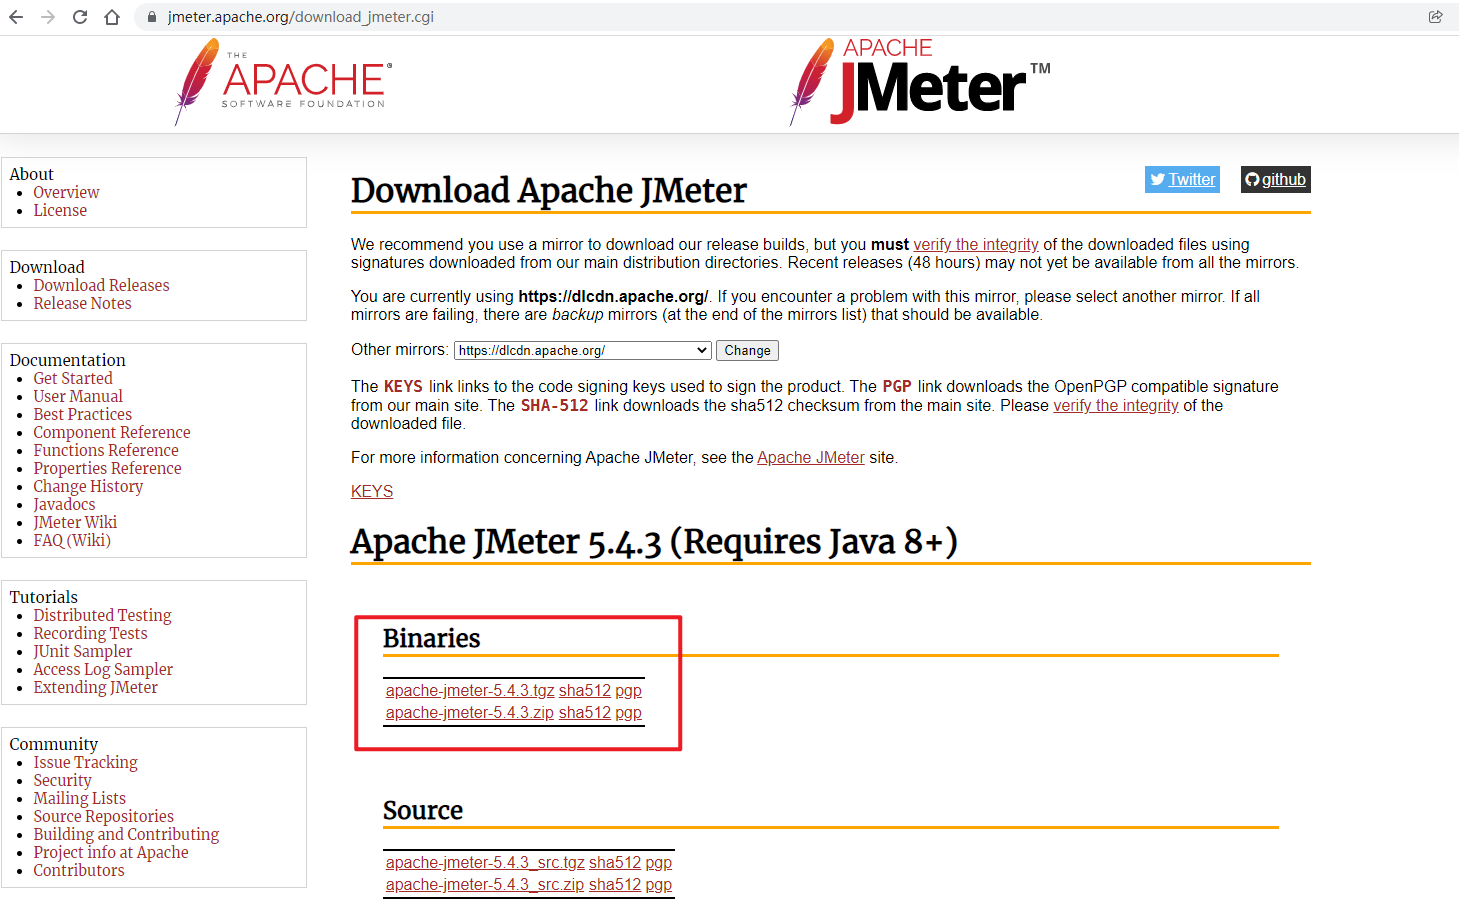 jmeter.apache.org/download_jmeter.cgi
THE
APACHE®
SOFTWARE FOUNDATION
APACHE
JMeter™
About
Overview
License
Download
Download Releases
Release Notes
Documentation
Get Started
User Manual
Best Practices
Component Reference
Functions Reference
Properties Reference
Change History
Javadocs
JMeter Wiki
FAQ (Wiki)
Tutorials
Distributed Testing
Recording Tests
JUnit Sampler
Access Log Sampler
Extending JMeter
Community
Issue Tracking
Security
Mailing Lists
Source Repositories
Building and Contributing
Project info at Apache
Contributors
Twitter
github
Download Apache JMeter
We recommend you use a mirror to download our release builds, but you must verify the integrity of the downloaded files using
signatures downloaded from our main distribution directories. Recent releases (48 hours) may not yet be available from all the mirrors.
You are currently using https://dlcdn.apache.org/. If you encounter a problem with this mirror, please select another mirror. If all
mirrors are failing, there are backup mirrors (at the end of the mirrors list) that should be available.
Other mirrors: https://dlcdn.apache.org/ Change
The KEYS link links to the code signing keys used to sign the product. The PGP link downloads the OpenPGP compatible signature
from our main site. The SHA-512 link downloads the sha512 checksum from the main site. Please verify the integrity of the
downloaded file.
For more information concerning Apache JMeter, see the Apache JMeter site.
KEYS
Apache JMeter 5.4.3 (Requires Java 8+)
Binaries
apache-jmeter-5.4.3.tgz sha512 pgp
apache-jmeter-5.4.3.zip sha512 pgp
Source
apache-jmeter-5.4.3_src.tgz sha512 pgp
apache-jmeter-5.4.3_src.zip sha512 pgp